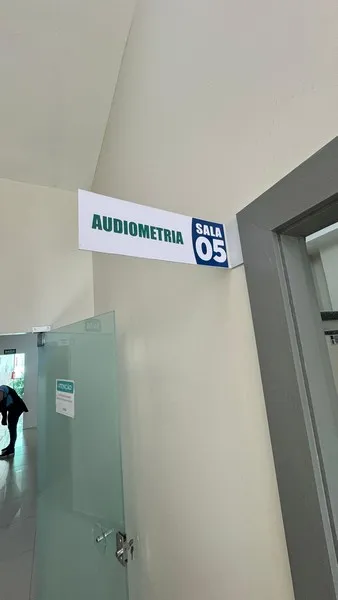 AUDIOMETRIA
SALA
05
ATENÇÃO